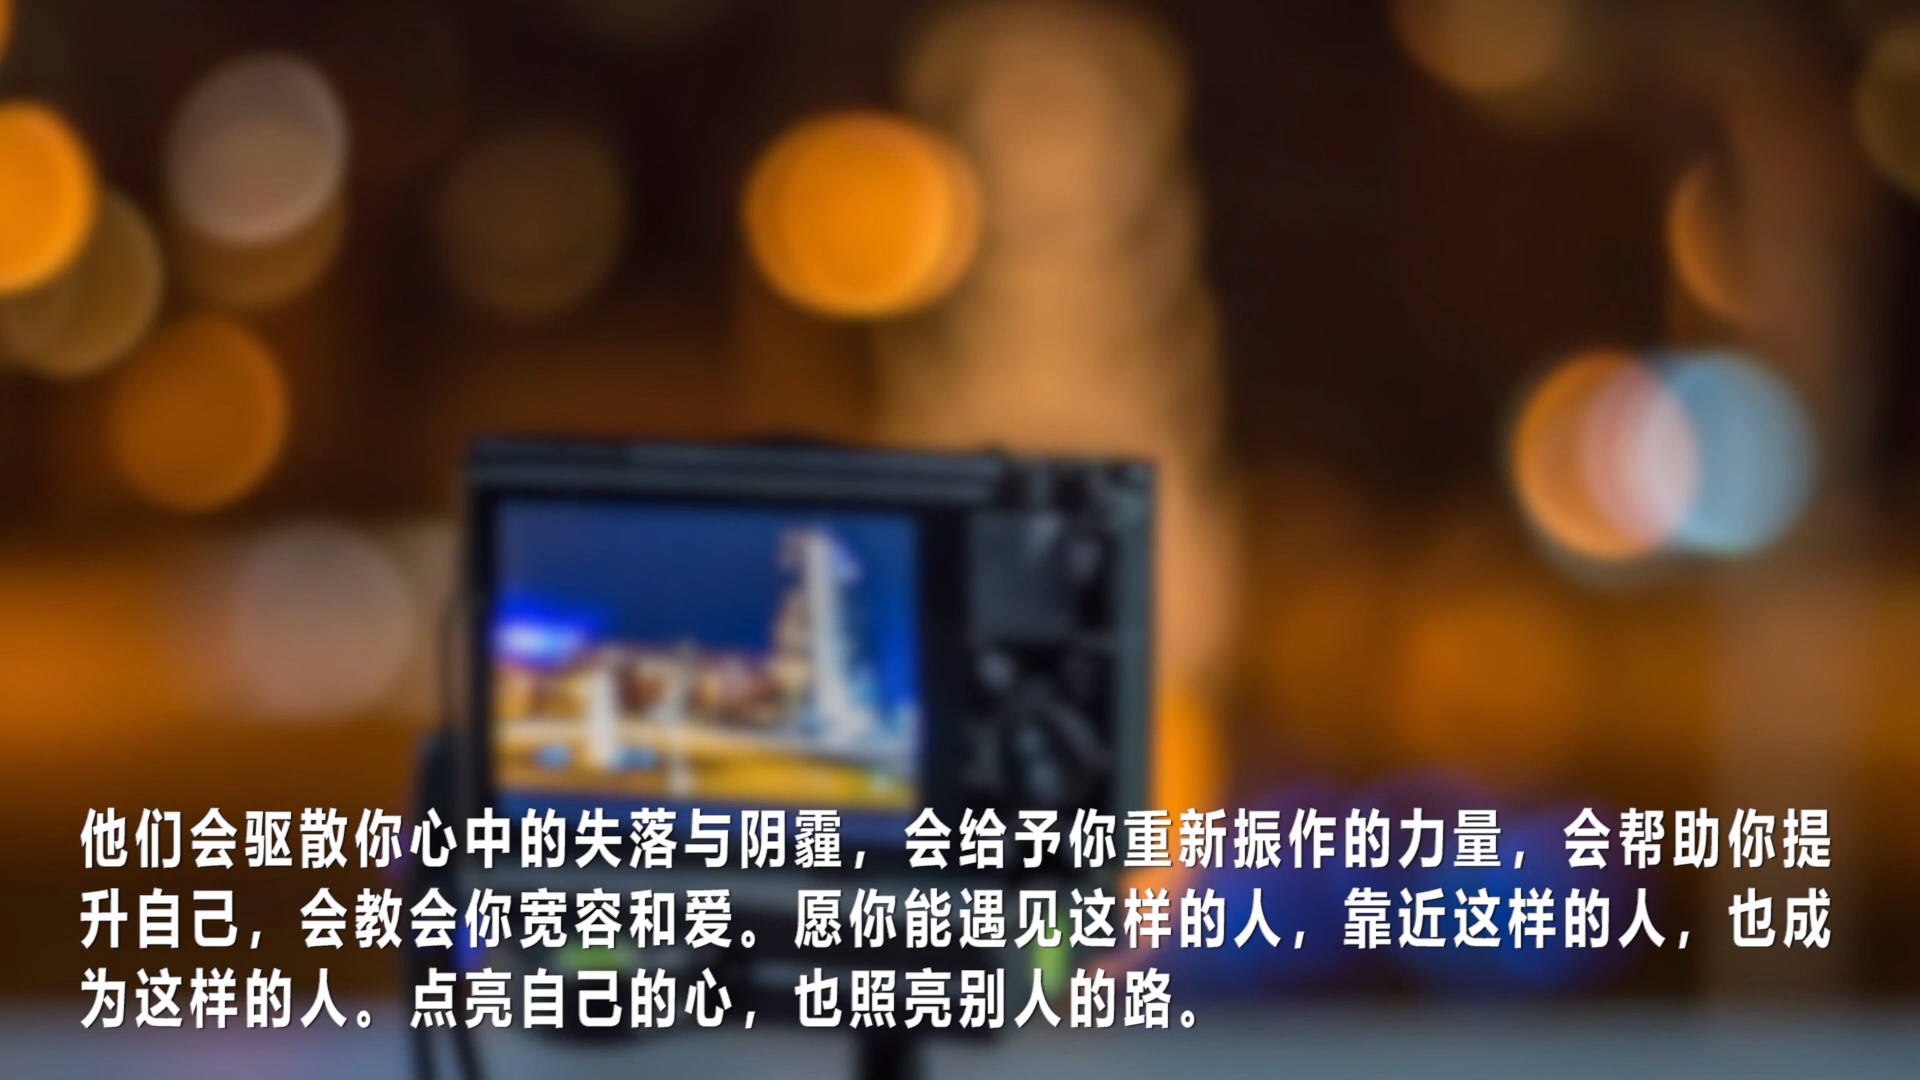 他们会驱散你心中的失落与阴霾，会给予你重新振作的力量，会帮助你提
升自己，会教会你宽容和爱。愿你能遇见这样的人，靠近这样的人，也成
为这样的人。点亮自己的心，也照亮别人的路。